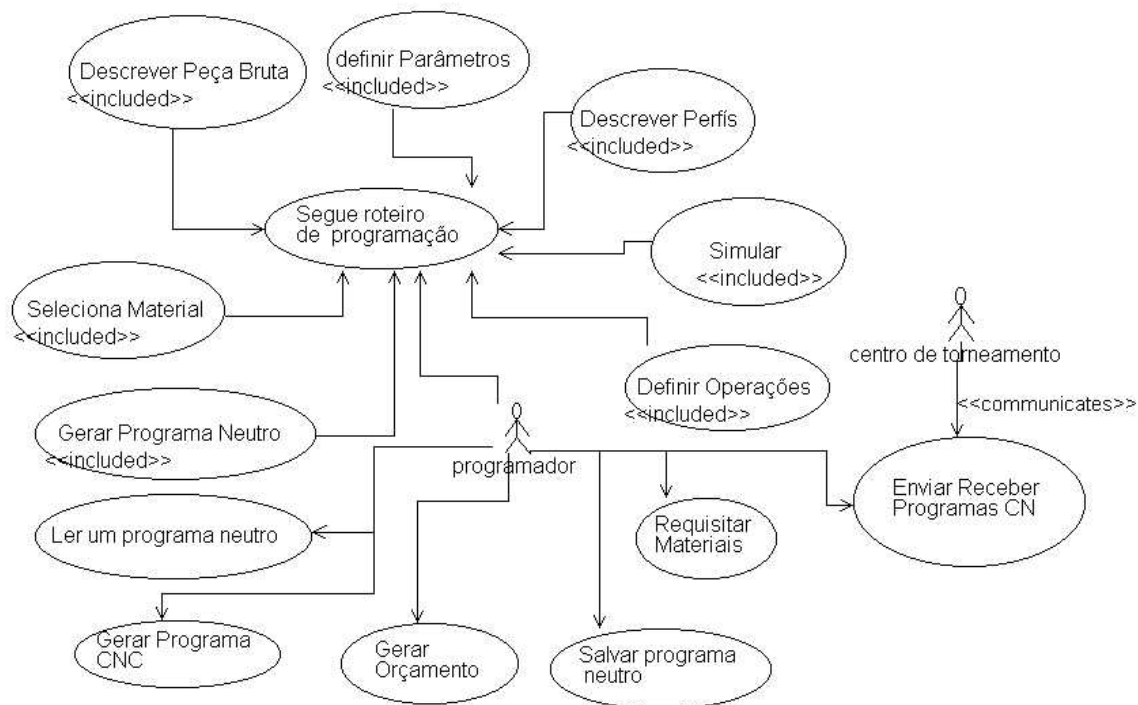 Descrever Peça Bruta
<<included>>
definir Parâmetros
<<included>>
Descrever Perfís
<<included>>
Segue roteiro
de programação
Simular
<<included>>
Seleciona Material
<<included>>
centro de torneamento
<<communicates>>
Definir Operações
<<included>>
Gerar Programa Neutro
<<included>>
programador
Enviar Receber
Programas CN
Ler um programa neutro
Requisitar
Materiais
Gerar Programa
CNC
Gerar
Orçamento
Salvar programa
neutro